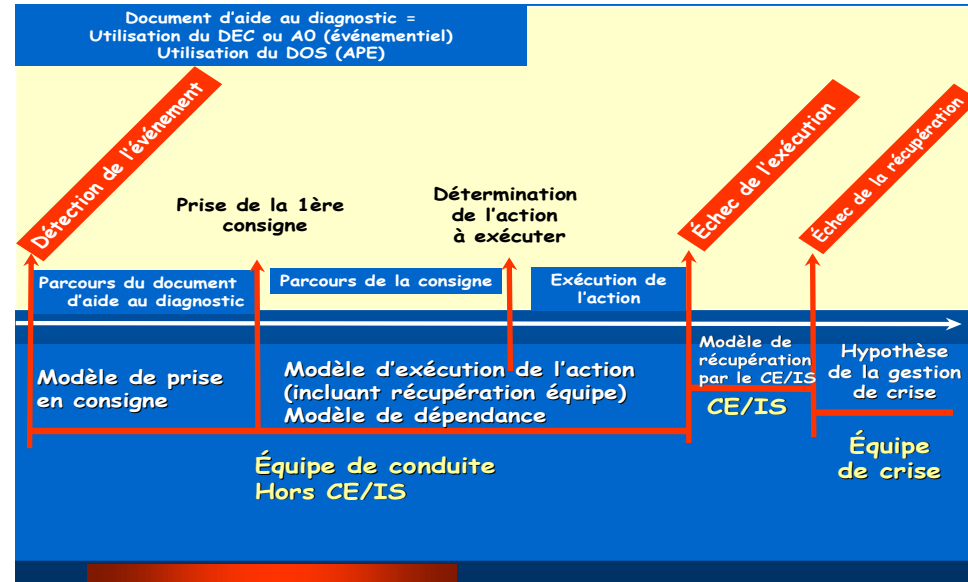 Document d'aide au diagnostic =
Utilisation du DEC ou A0 (événementiel)
Utilisation du DOS (APE)
Détection de l'événement
Prise de la 1ère
consigne
Détermination
de l'action
à exécuter
Échec de l'exécution
Échec de la récupération
Parcours du document
d'aide au diagnostic
Parcours de la consigne
Exécution de
l'action
Modèle de prise
en consigne
Modèle d'exécution de l'action
(incluant récupération équipe)
Modèle de dépendance
Modèle de
récupération
par le CE/IS
Hypothèse
de la gestion
de crise
CE/IS
Équipe de conduite
Hors CE/IS
Équipe
de crise